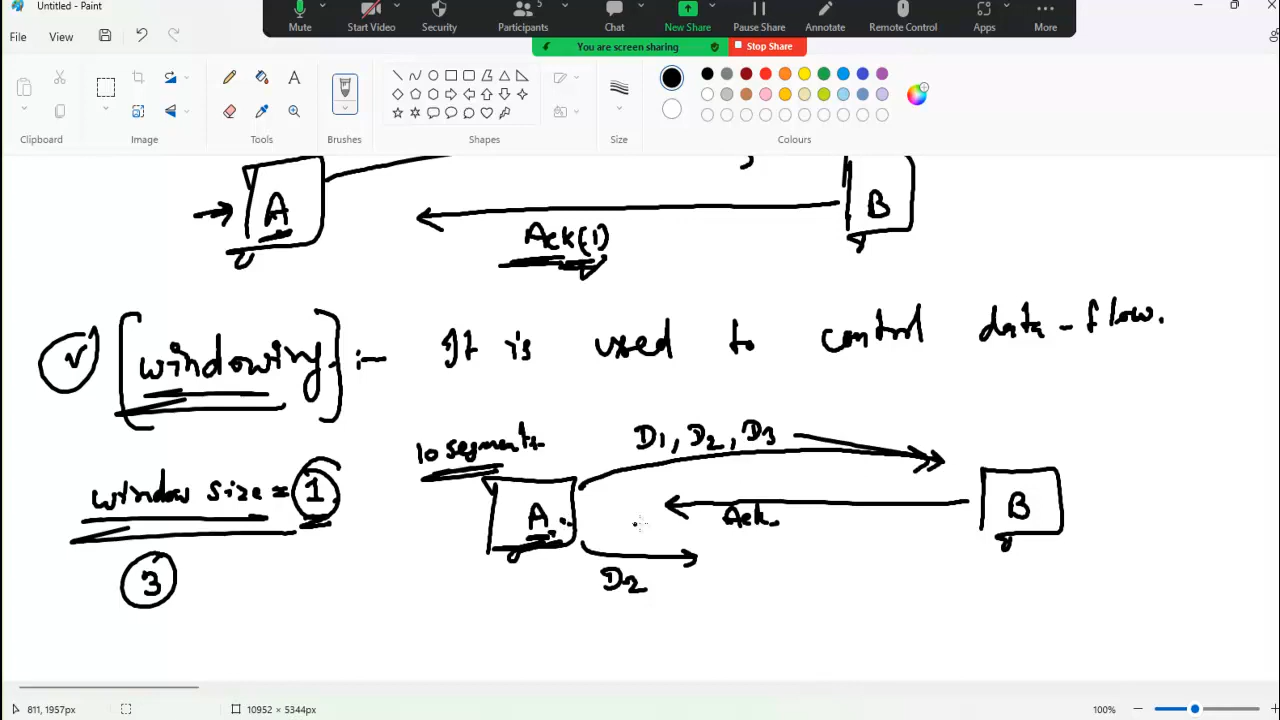 Untitled - Paint
Mute
Start Video
Security
Participants
5
Chat
New Share
Pause Share
Annotate
Remote Control
Apps
More
You are screen sharing
Stop Share
File
View
Clipboard
Image
Tools
Brushes
Shapes
Size
Colours
A
B
Ack(1)
[windowing] :- It is used to control data-flow.
10 segments
D1, D2, D3
window size = 1
A
B
Ack.
3
D2
811, 1957px
10952 × 5344px
100%